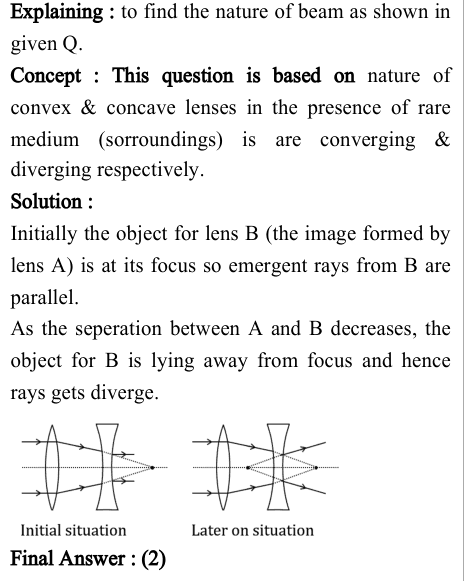 Explaining : to find the nature of beam as shown in
given Q.
Concept : This question is based on nature of
convex & concave lenses in the presence of rare
medium (sorroundings) is are converging &
diverging respectively.
Solution :
Initially the object for lens B (the image formed by
lens A) is at its focus so emergent rays from B are
parallel.
As the seperation between A and B decreases, the
object for B is lying away from focus and hence
rays gets diverge.
Initial situation
Later on situation
Final Answer : (2)